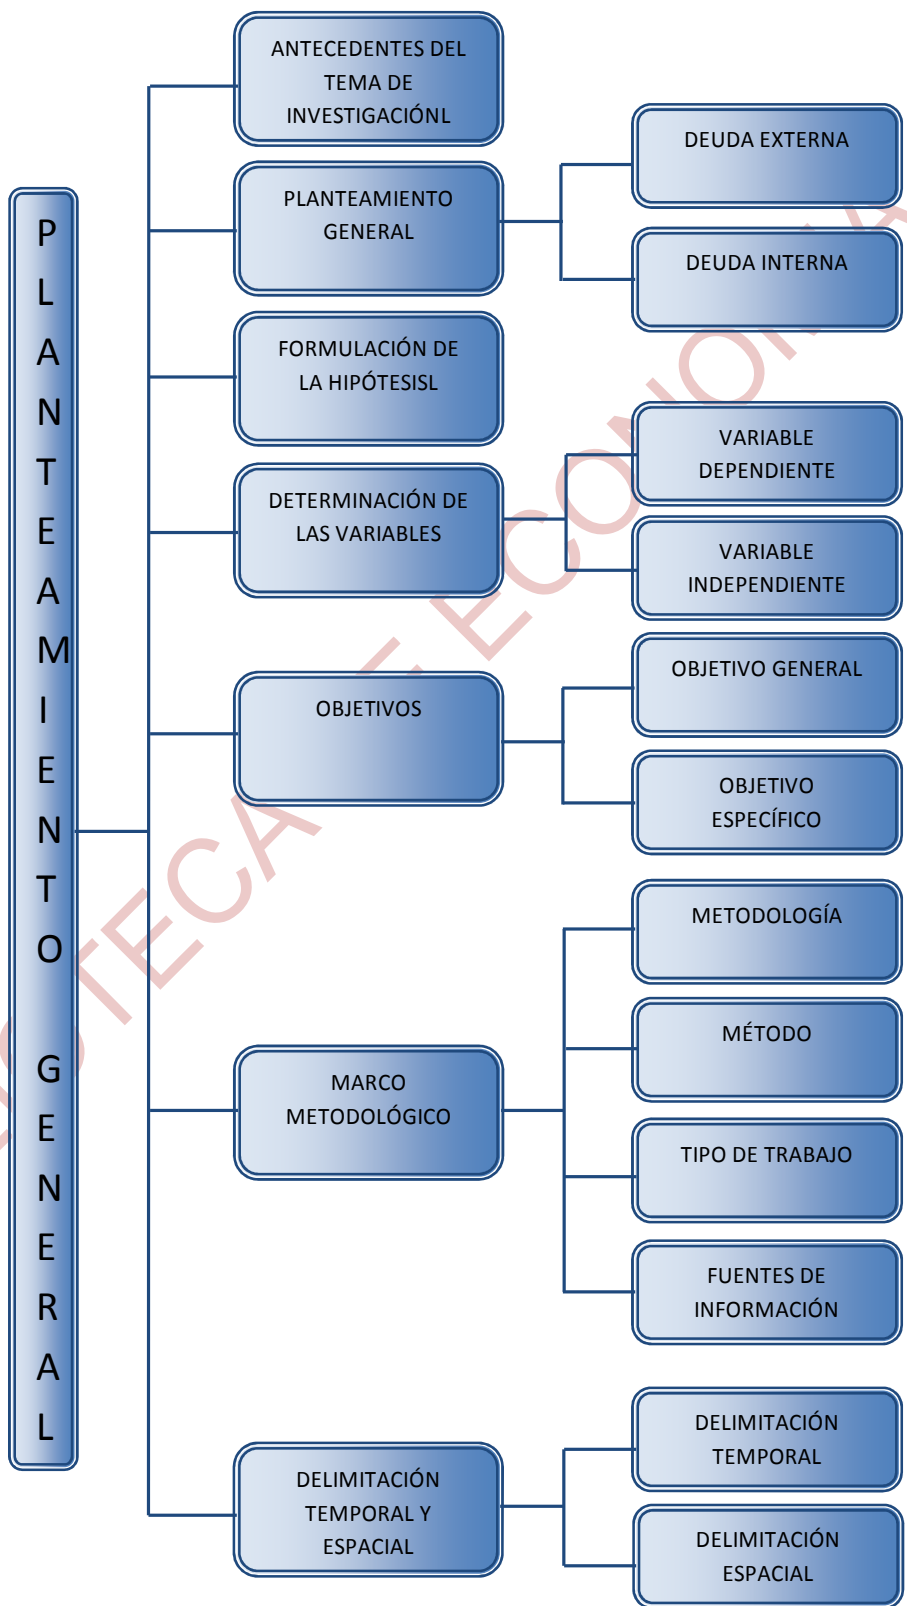 PLANTEAMIENTO GENERAL
ANTECEDENTES DEL
TEMA DE
INVESTIGACIÓNL
PLANTEAMIENTO
GENERAL
DEUDA EXTERNA
DEUDA INTERNA
FORMULACIÓN DE
LA HIPÓTESISL
DETERMINACIÓN DE
LAS VARIABLES
VARIABLE
DEPENDIENTE
VARIABLE
INDEPENDIENTE
OBJETIVOS
OBJETIVO GENERAL
OBJETIVO
ESPECÍFICO
MARCO
METODOLÓGICO
METODOLOGÍA
MÉTODO
TIPO DE TRABAJO
FUENTES DE
INFORMACIÓN
DELIMITACIÓN
TEMPORAL Y
ESPACIAL
DELIMITACIÓN
TEMPORAL
DELIMITACIÓN
ESPACIAL